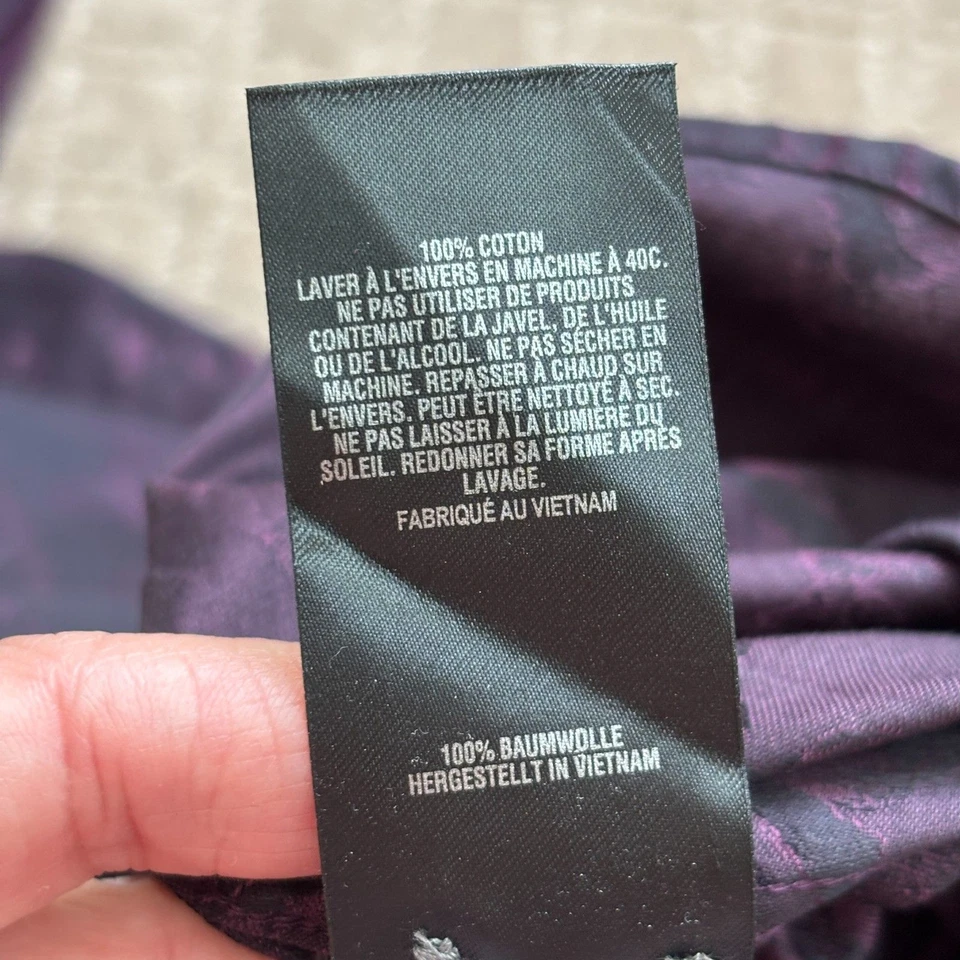 100% COTON
LAVER À L'ENVERS EN MACHINE À 40C.
NE PAS UTILISER DE PRODUITS
CONTENANT DE LA JAVEL, DE L'HUILE
OU DE L'ALCOOL. NE PAS SÉCHER EN
MACHINE. REPASSER À CHAUD SUR
L'ENVERS. PEUT ÊTRE NETTOYÉ À SEC.
NE PAS LAISSER À LA LUMIÈRE DU
SOLEIL. REDONNER SA FORME APRÈS
LAVAGE.
FABRIQUÉ AU VIETNAM
100% BAUMWOLLE
HERGESTELLT IN VIETNAM